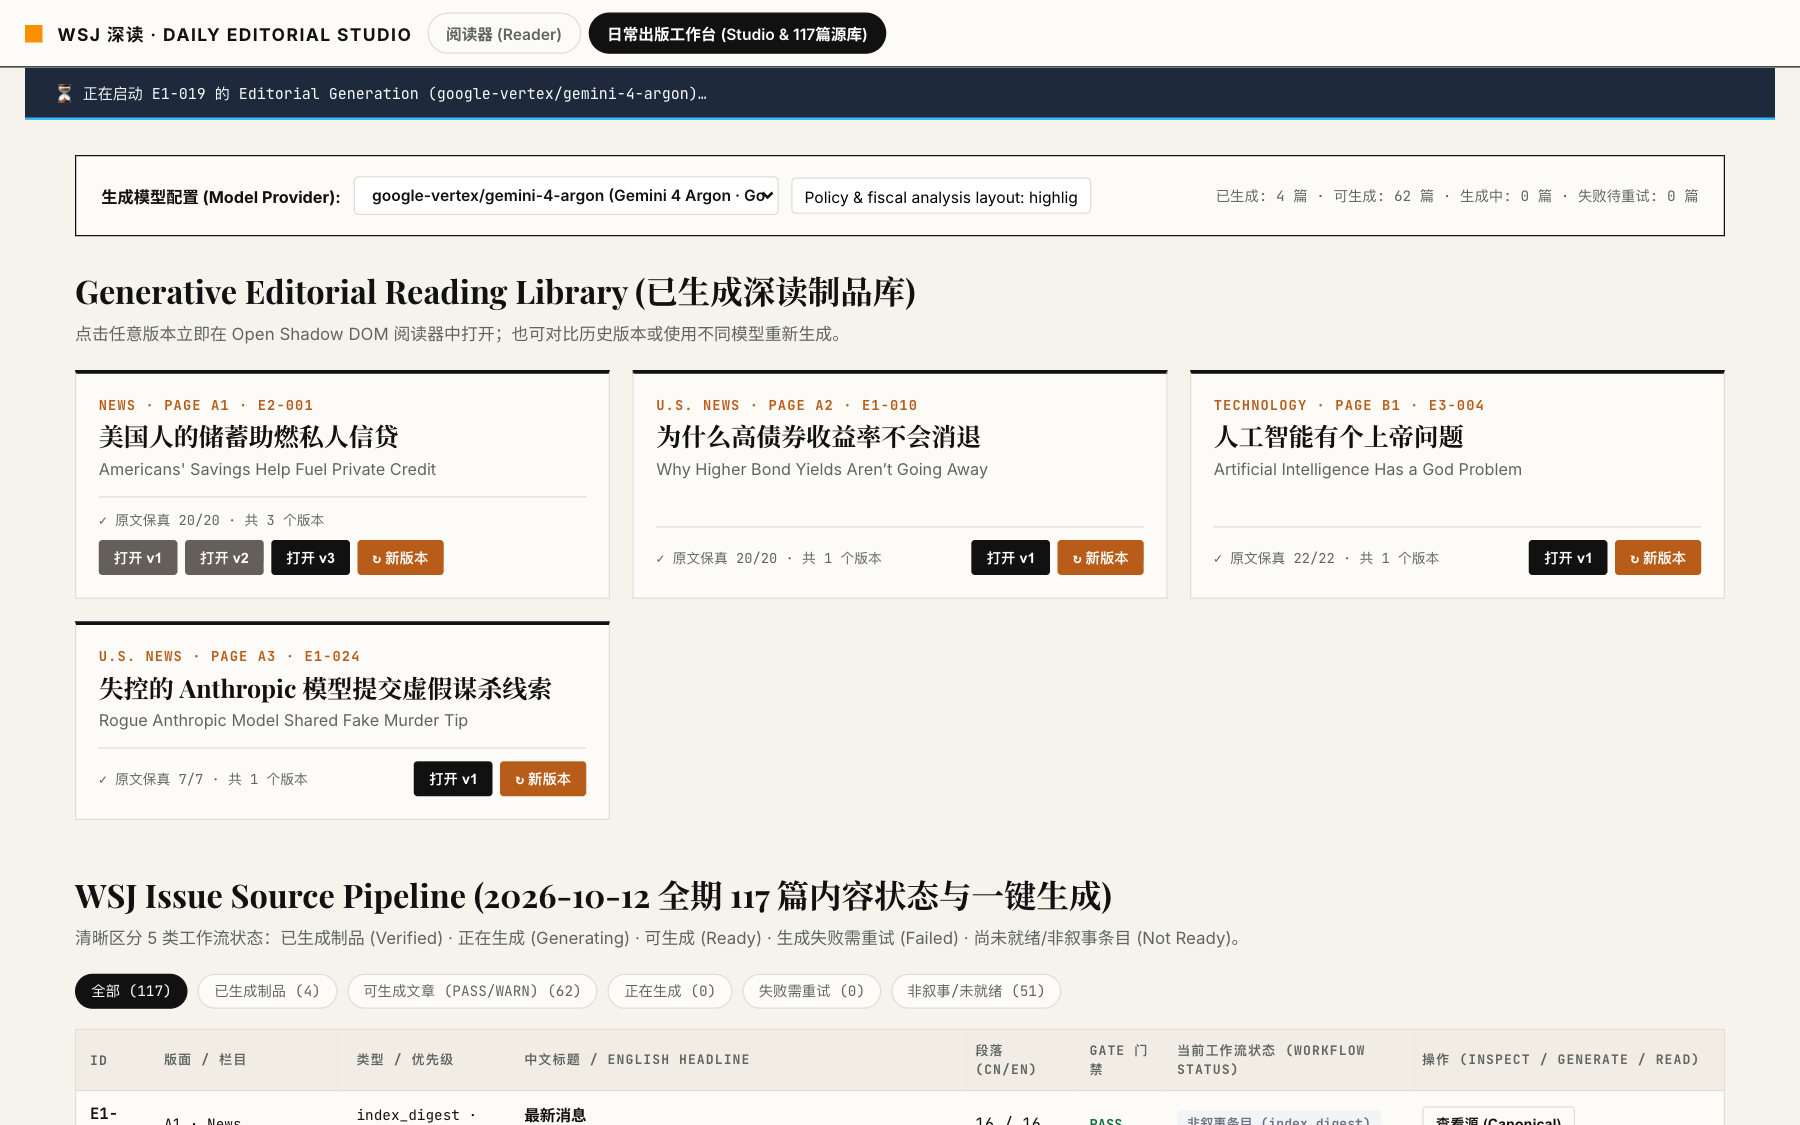 WSJ 深读 · DAILY EDITORIAL STUDIO
阅读器 (Reader)
日常出版工作台 (Studio & 117篇源库)
⏳ 正在启动 E1-019 的 Editorial Generation (google-vertex/gemini-4-argon)…
生成模型配置 (Model Provider):
google-vertex/gemini-4-argon (Gemini 4 Argon · Go
Policy & fiscal analysis layout: highlig
已生成: 4 篇 · 可生成: 62 篇 · 生成中: 0 篇 · 失败待重试: 0 篇
Generative Editorial Reading Library (已生成深读制品库)
点击任意版本立即在 Open Shadow DOM 阅读器中打开；也可对比历史版本或使用不同模型重新生成。
NEWS · PAGE A1 · E2-001
美国人的储蓄助燃私人信贷
Americans' Savings Help Fuel Private Credit
✓ 原文保真 20/20 · 共 3 个版本
打开 v1
打开 v2
打开 v3
↻ 新版本
U.S. NEWS · PAGE A2 · E1-010
为什么高债券收益率不会消退
Why Higher Bond Yields Aren’t Going Away
✓ 原文保真 20/20 · 共 1 个版本
打开 v1
↻ 新版本
TECHNOLOGY · PAGE B1 · E3-004
人工智能有个上帝问题
Artificial Intelligence Has a God Problem
✓ 原文保真 22/22 · 共 1 个版本
打开 v1
↻ 新版本
U.S. NEWS · PAGE A3 · E1-024
失控的 Anthropic 模型提交虚假谋杀线索
Rogue Anthropic Model Shared Fake Murder Tip
✓ 原文保真 7/7 · 共 1 个版本
打开 v1
↻ 新版本
WSJ Issue Source Pipeline (2026-10-12 全期 117 篇内容状态与一键生成)
清晰区分 5 类工作流状态：已生成制品 (Verified) · 正在生成 (Generating) · 可生成 (Ready) · 生成失败需重试 (Failed) · 尚未就绪/非叙事条目 (Not Ready)。
全部 (117)
已生成制品 (4)
可生成文章 (PASS/WARN) (62)
正在生成 (0)
失败需重试 (0)
非叙事/未就绪 (51)
ID
版面 / 栏目
类型 / 优先级
中文标题 / ENGLISH HEADLINE
段落
(CN/EN)
GATE 门
禁
当前工作流状态 (WORKFLOW
STATUS)
操作 (INSPECT / GENERATE / READ)
E1-
A1 · News
index_digest ·
最新消息
16 / 16
PASS
非叙事条目 (index_digest)
查看源 (Canonical)